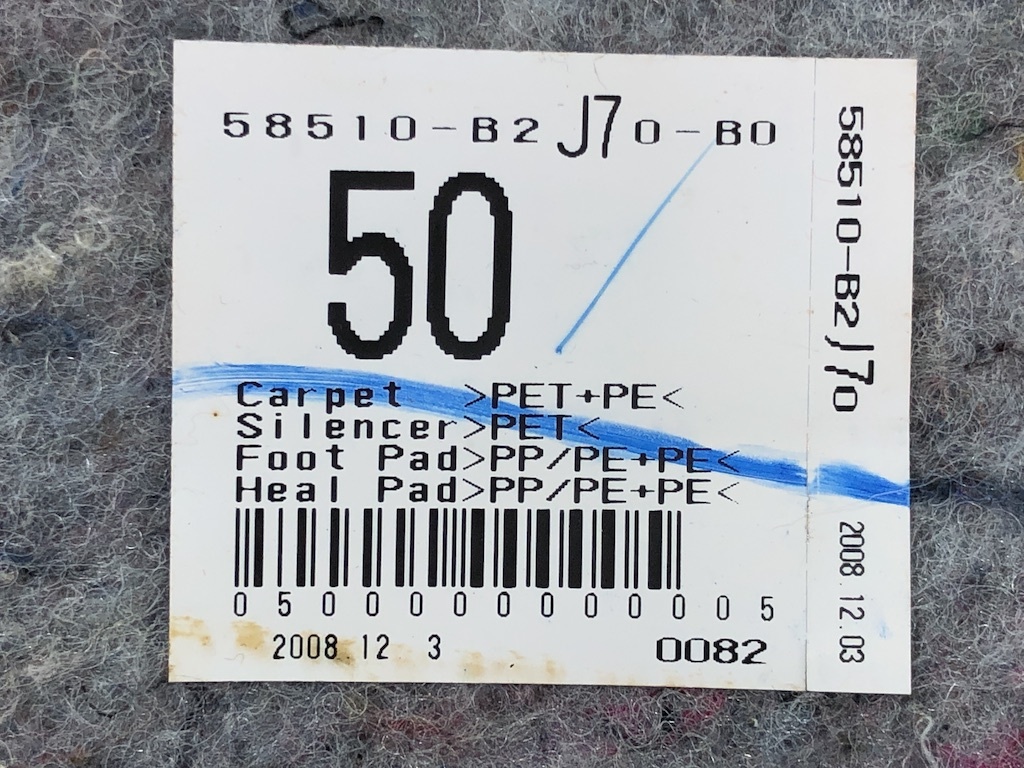 58510-B2J70-B0
50
Carpet >PET+PE<
Silencer>PET<
Foot Pad>PP/PE+PE<
Heal Pad>PP/PE+PE<
0500000000005
2008.12 3 0082
58510-B2J70
2008.12.03